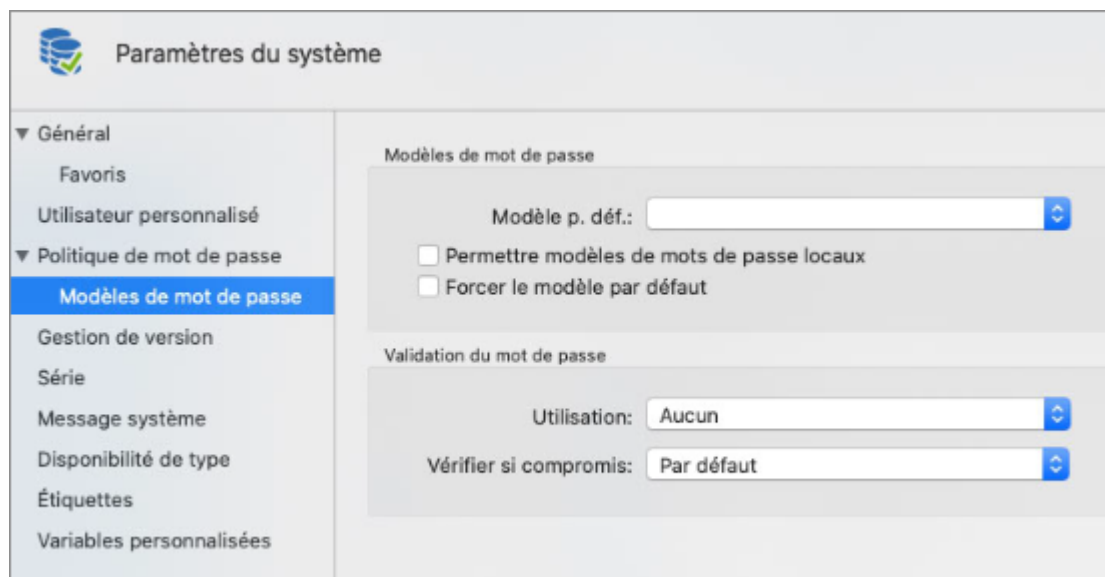 Paramètres du système
Général
Favoris
Utilisateur personnalisé
Politique de mot de passe
Modèles de mot de passe
Gestion de version
Série
Message système
Disponibilité de type
Étiquettes
Variables personnalisées
Modèles de mot de passe
Modèle p. déf.:
Permettre modèles de mots de passe locaux
Forcer le modèle par défaut
Validation du mot de passe
Utilisation: Aucun
Vérifier si compromis: Par défaut